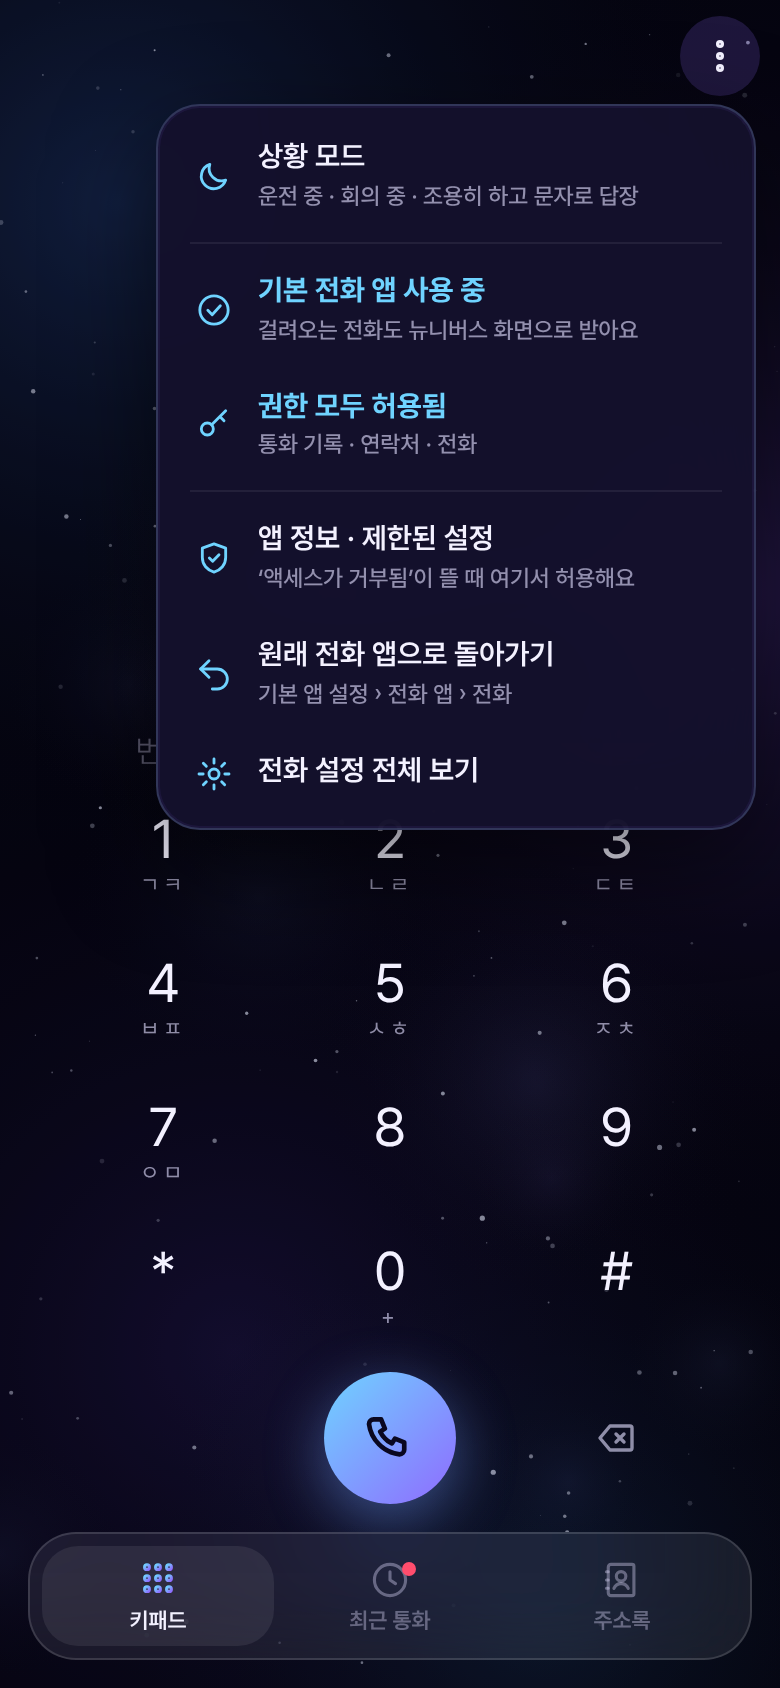 상황 모드
운전 중 · 회의 중 · 조용히 하고 문자로 답장
기본 전화 앱 사용 중
걸려오는 전화도 뉴니버스 화면으로 받아요
권한 모두 허용됨
통화 기록 · 연락처 · 전화
앱 정보 · 제한된 설정
‘액세스가 거부됨’이 뜰 때 여기서 허용해요
원래 전화 앱으로 돌아가기
기본 앱 설정 › 전화 앱 › 전화
전화 설정 전체 보기
1 2 3
ㄱㅋ ㄴㄹ ㄷㅌ
4 5 6
ㅂㅍ ㅅㅎ ㅈㅊ
7 8 9
ㅇㅁ
* 0 #
+
키패드 최근 통화 주소록